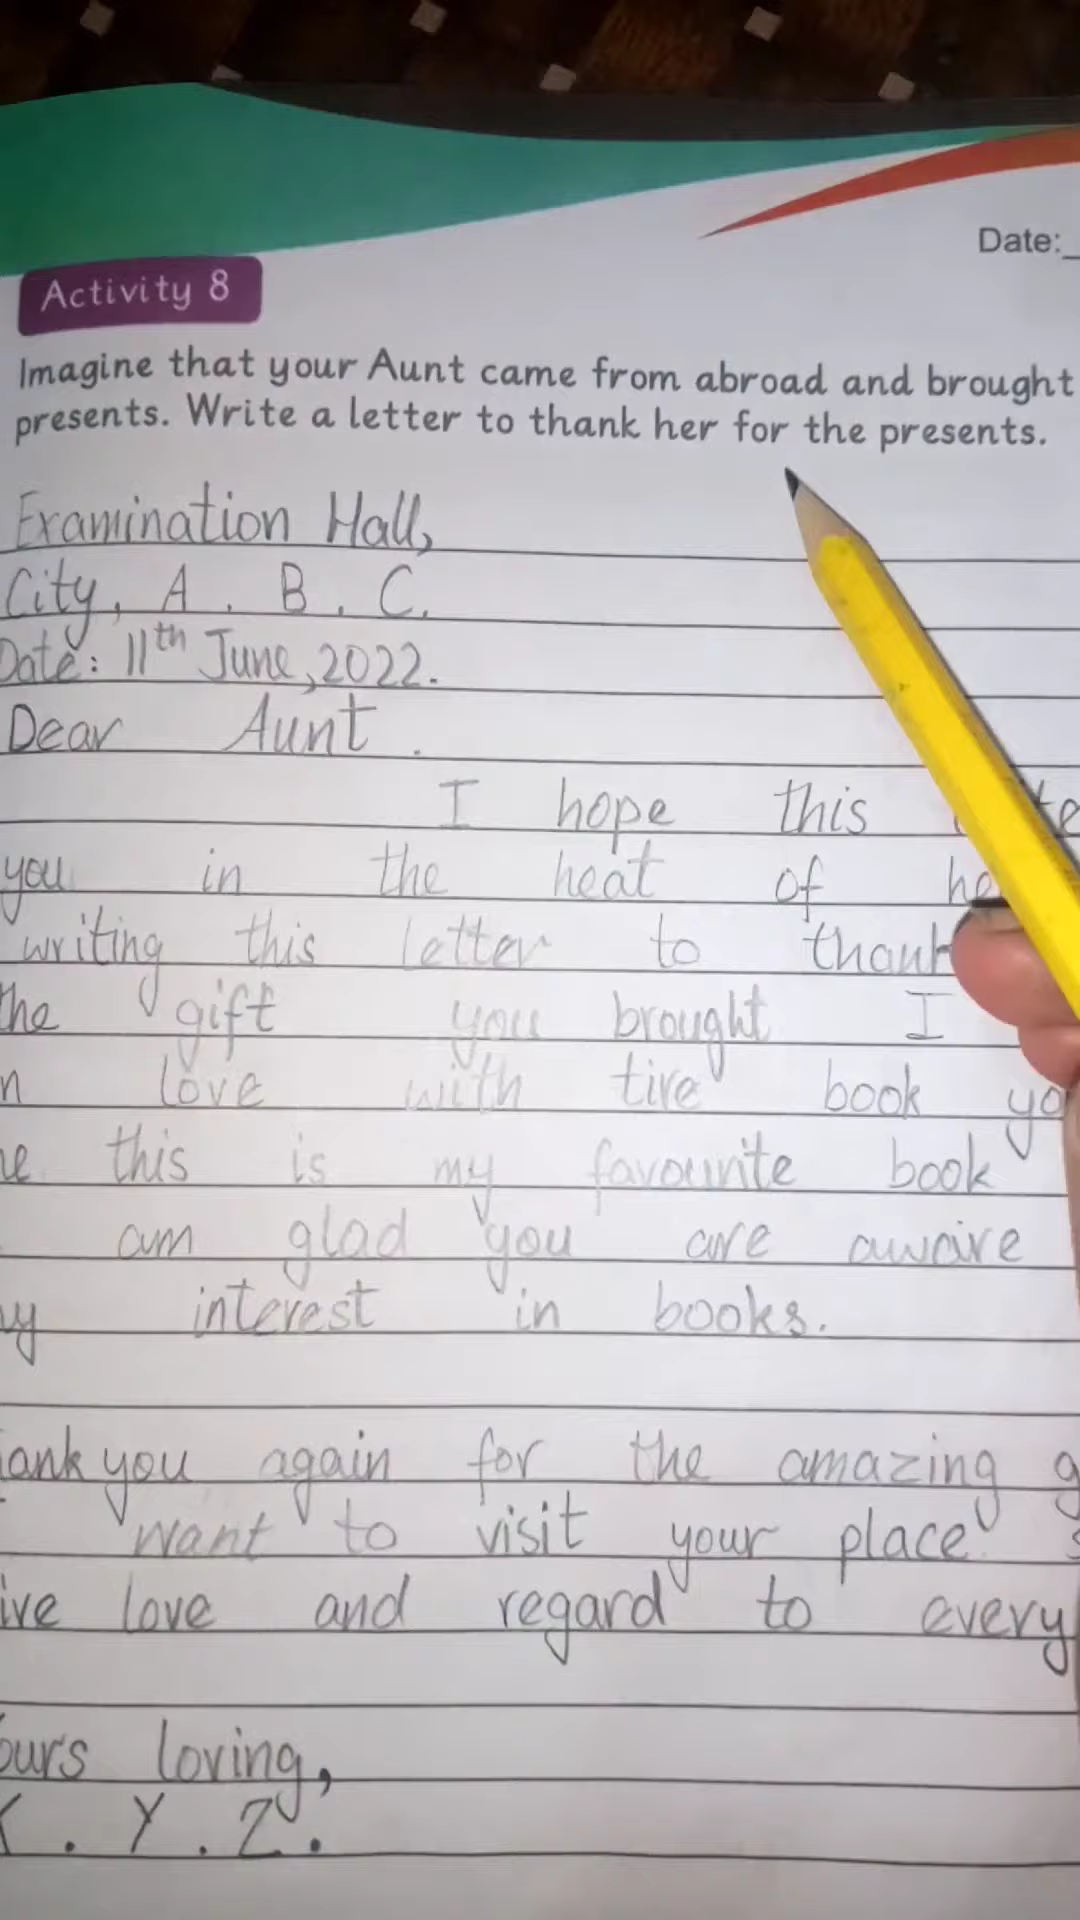 Date:
Activity 8
Imagine that your Aunt came from abroad and brought
presents. Write a letter to thank her for the presents.
Examination Hall,
City, A. B. C.
Date: 11th June, 2022.
Dear Aunt.
I hope this
you in the heat of
writing this letter to thank
the gift you brought I
love with tire book
this is my favourite book
am glad you are awaire
interest in books.
you again for the amazing
want to visit your place.
love and regard to every
loving,
Y. Z.